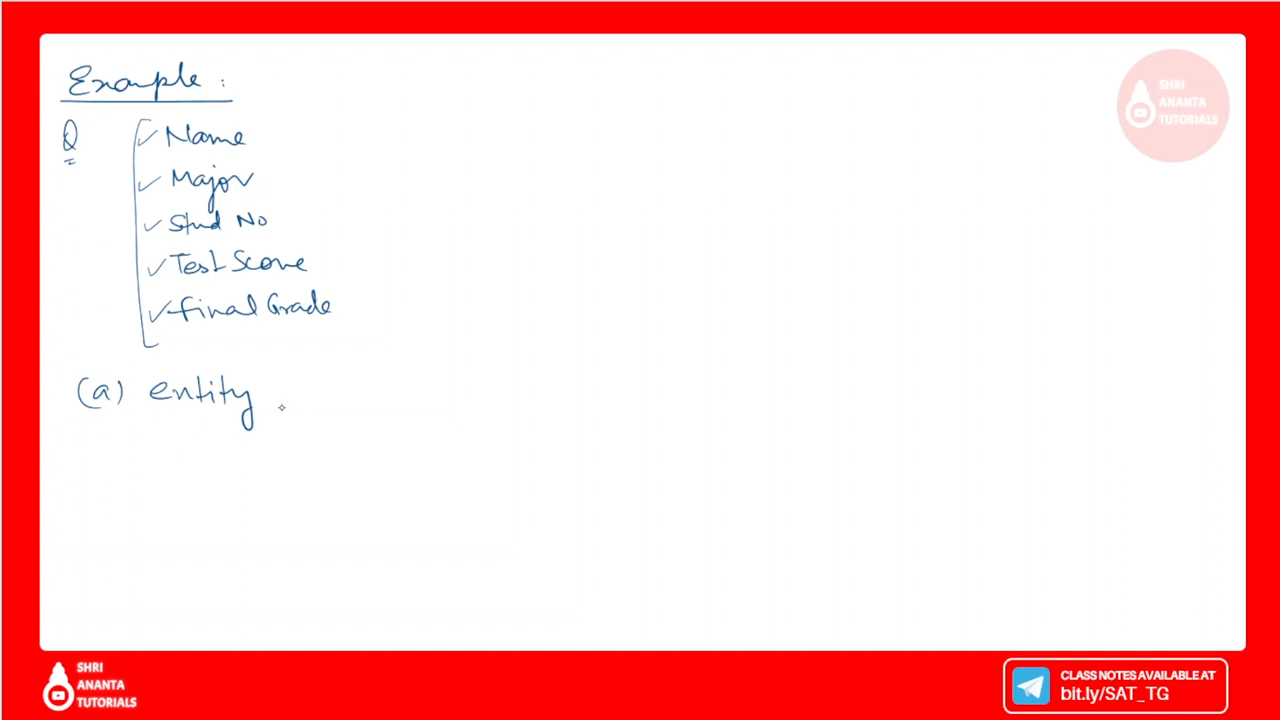 Example :
Q
Name
Major
Stud No
Test Score
final Grade
(a) entity
SHRI
ANANTA
TUTORIALS
SHRI
ANANTA
TUTORIALS
CLASS NOTES AVAILABLE AT
bit.ly/SAT_TG